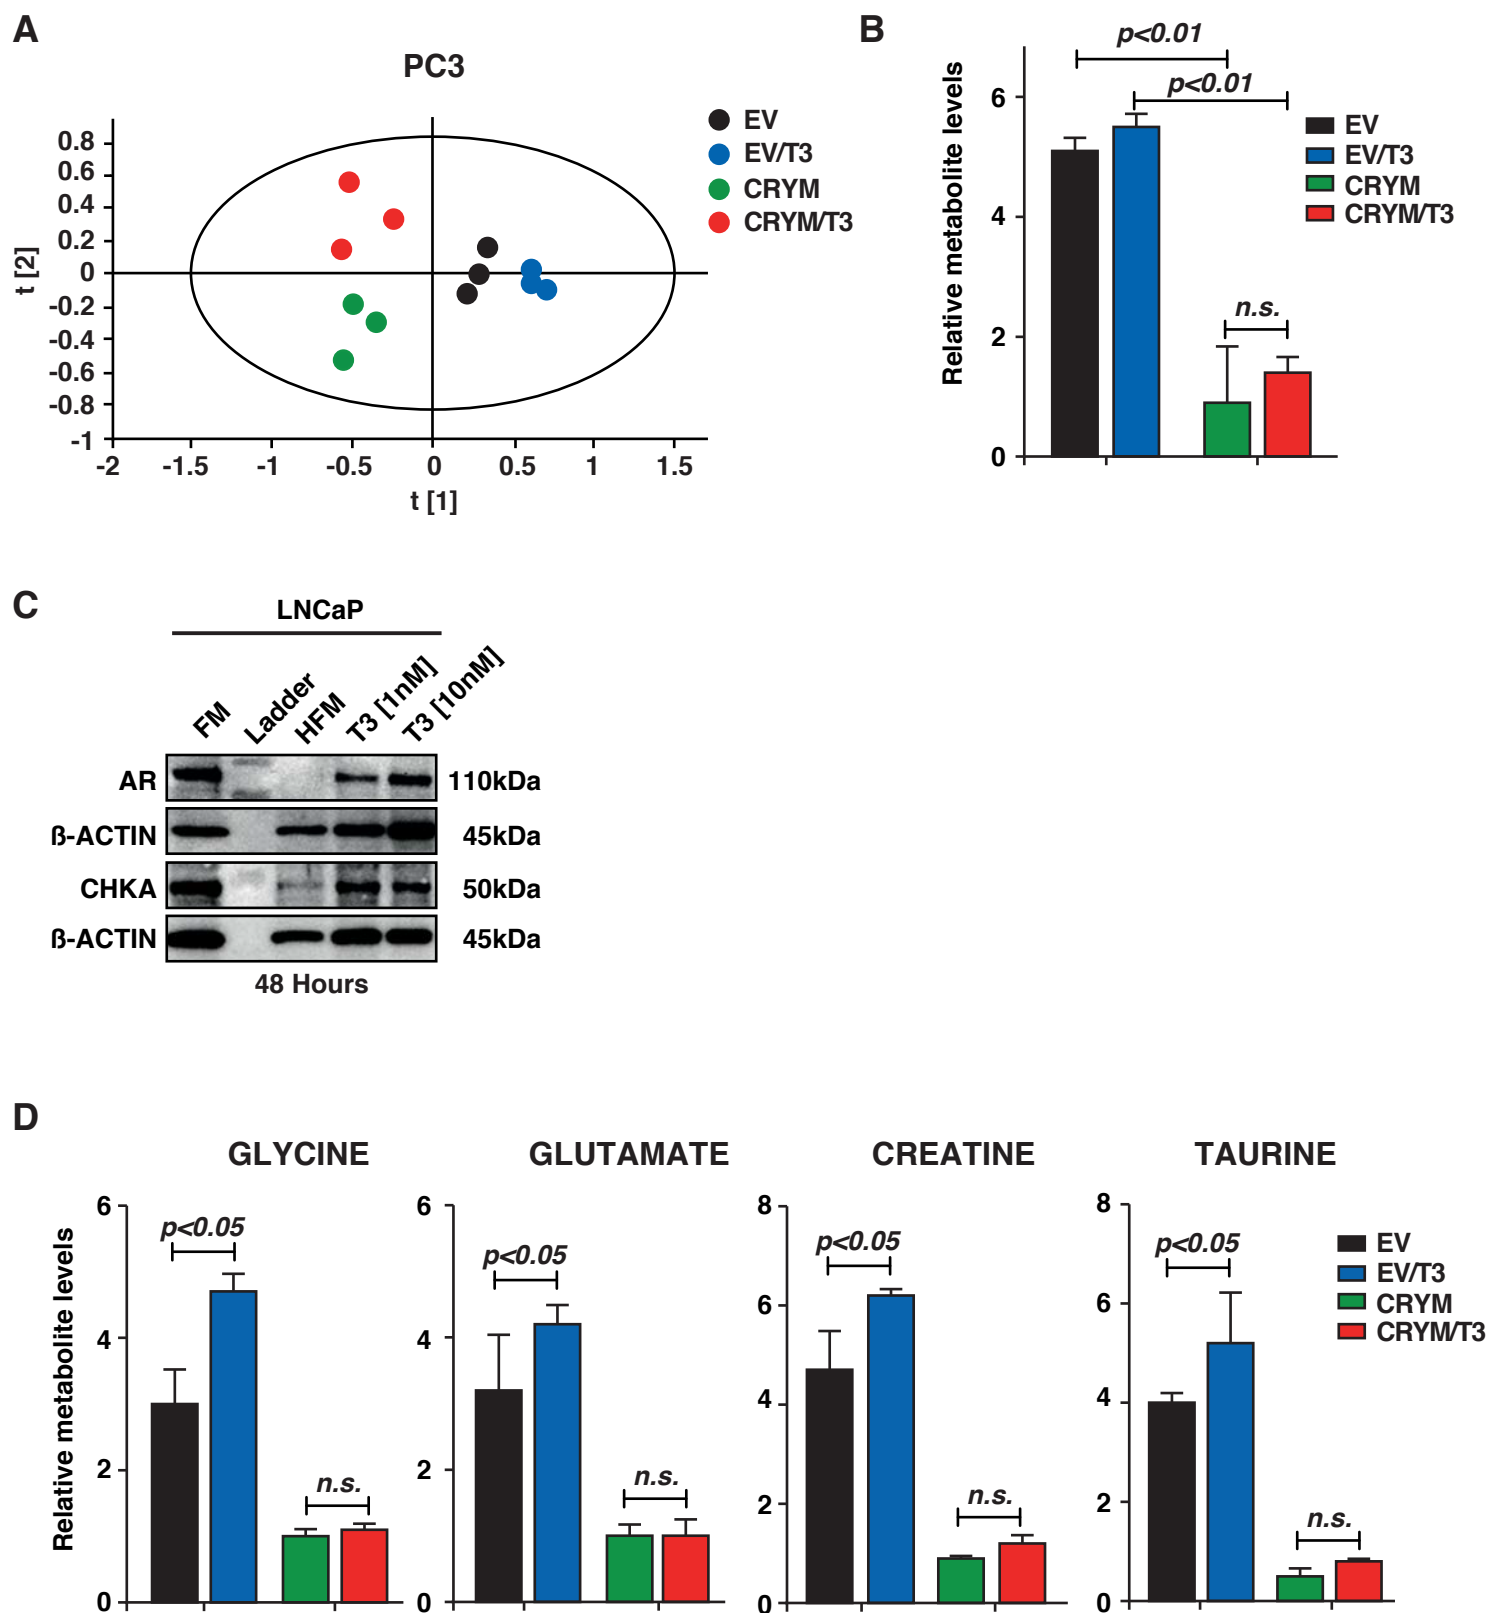 A
PC3
0.8
0.6
0.4
0.2
0
-0.2
-0.4
-0.6
-0.8
-1
t [2]
-2 -1.5 -1 -0.5 0 0.5 1 1.5
t [1]
EV
EV/T3
CRYM
CRYM/T3
B
Relative metabolite levels
6
4
2
0
p<0.01
p<0.01
n.s.
EV
EV/T3
CRYM
CRYM/T3
C
LNCaP
FM Ladder HFM T3 [1nM] T3 [10nM]
AR 110kDa
ß-ACTIN 45kDa
CHKA 50kDa
ß-ACTIN 45kDa
48 Hours
D
GLYCINE
Relative metabolite levels
6
4
2
0
p<0.05
n.s.
GLUTAMATE
6
4
2
0
p<0.05
n.s.
CREATINE
8
6
4
2
0
p<0.05
n.s.
TAURINE
8
6
4
2
0
p<0.05
n.s.
EV
EV/T3
CRYM
CRYM/T3